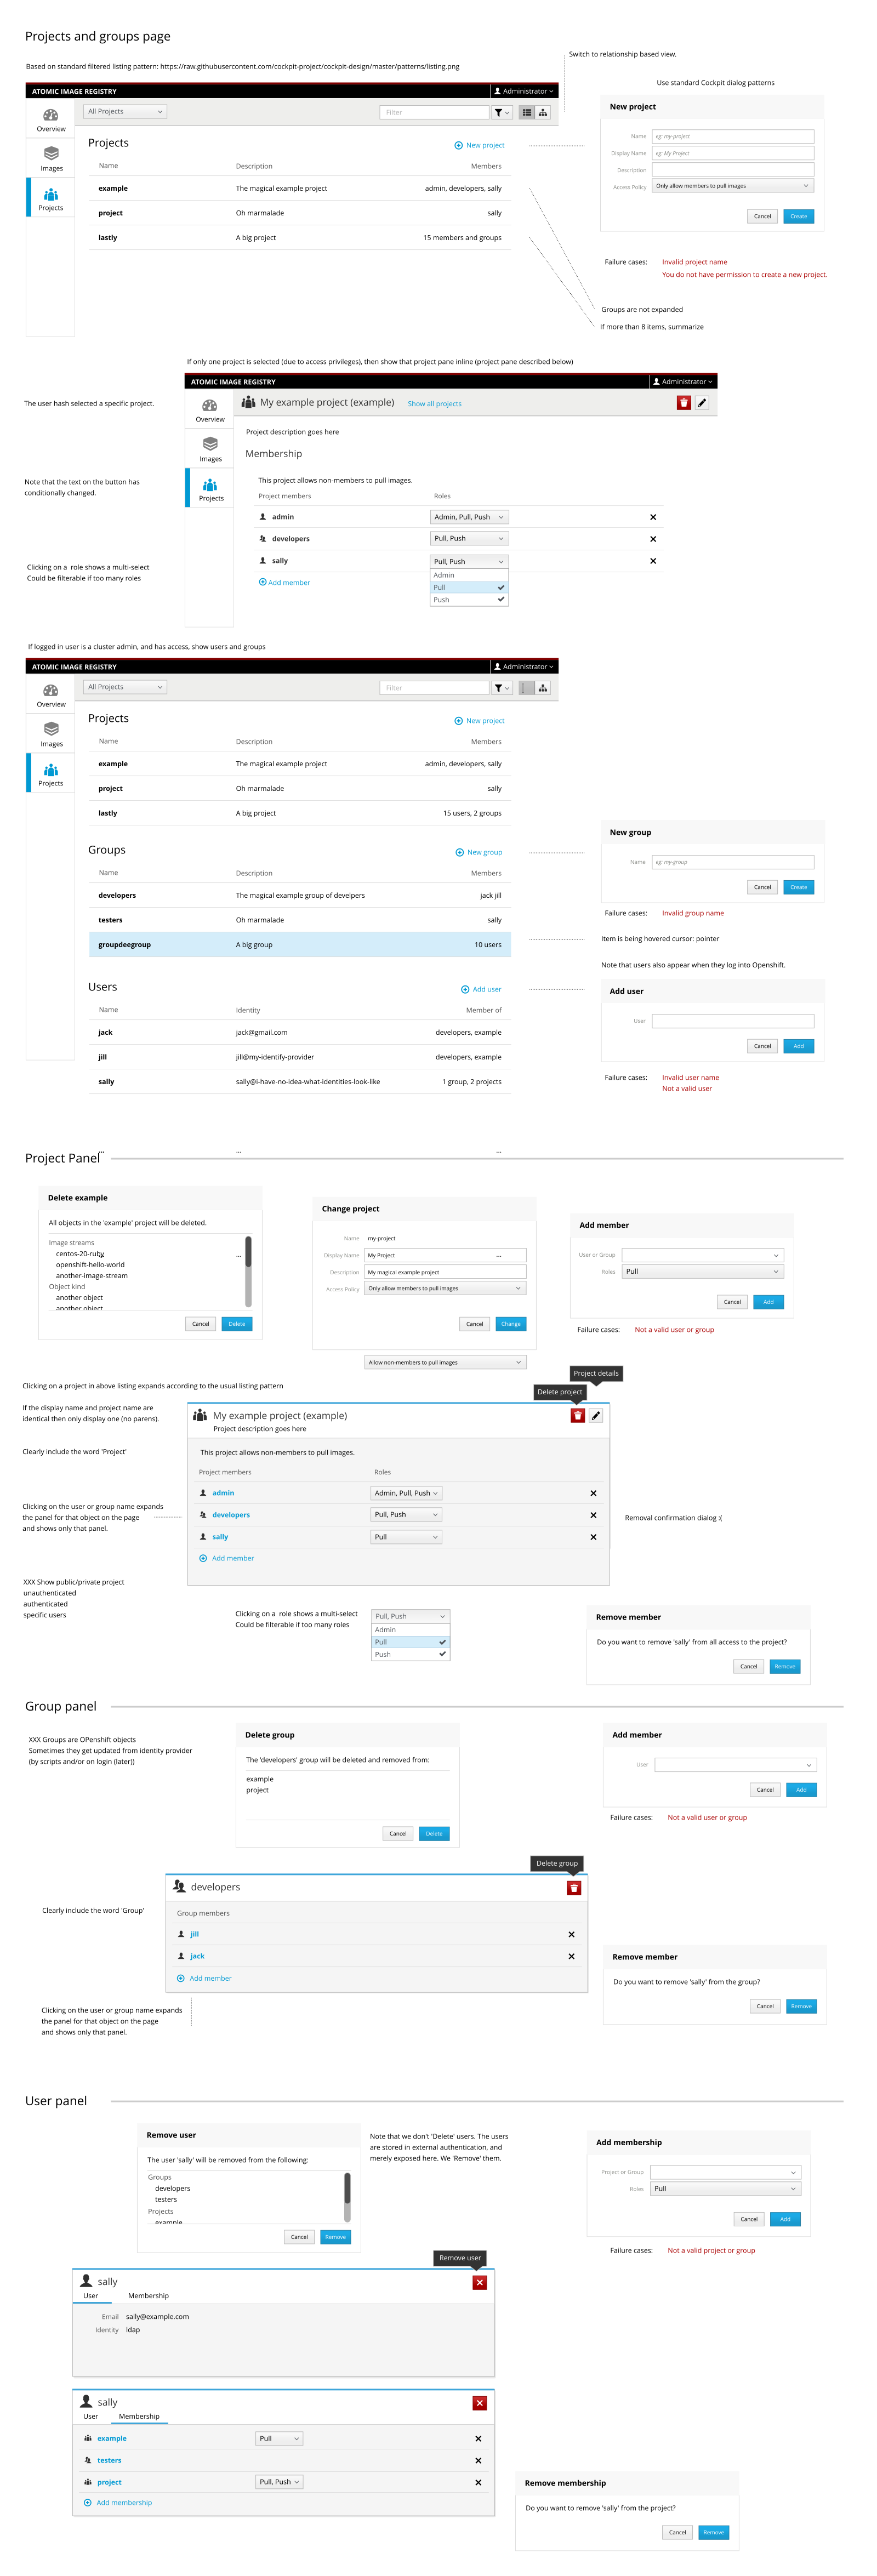 Projects and groups page
Switch to relationship based view.
Based on standard filtered listing pattern: https://raw.githubusercontent.com/cockpit-project/cockpit-design/master/patterns/listing.png
Use standard Cockpit dialog patterns
ATOMIC IMAGE REGISTRY
Administrator
All Projects
Filter
Overview
Images
Projects
Projects
New project
Name Description Members
example The magical example project admin, developers, sally
project Oh marmalade sally
lastly A big project 15 members and groups
New project
Name eg: my-project
Display Name eg: My Project
Description
Access Policy Only allow members to pull images
Cancel Create
Failure cases: Invalid project name
You do not have permission to create a new project.
Groups are not expanded
If more than 8 items, summarize
If only one project is selected (due to access privileges), then show that project pane inline (project pane described below)
The user hash selected a specific project.
Note that the text on the button has
conditionally changed.
Clicking on a role shows a multi-select
Could be filterable if too many roles
ATOMIC IMAGE REGISTRY
Administrator
Overview
Images
Projects
My example project (example) Show all projects
Project description goes here
Membership
This project allows non-members to pull images.
Project members Roles
admin Admin, Pull, Push
developers Pull, Push
sally Pull, Push
Admin
Pull
Push
Add member
If logged in user is a cluster admin, and has access, show users and groups
ATOMIC IMAGE REGISTRY
Administrator
All Projects
Filter
Overview
Images
Projects
Projects
New project
Name Description Members
example The magical example project admin, developers, sally
project Oh marmalade sally
lastly A big project 15 users, 2 groups
Groups
New group
Name Description Members
developers The magical example group of develpers jack jill
testers Oh marmalade sally
groupdeegroup A big group 10 users
Users
Add user
Name Identity Member of
jack jack@gmail.com developers, example
jill jill@my-identify-provider developers, example
sally sally@i-have-no-idea-what-identities-look-like 1 group, 2 projects
... ... ...
New group
Name eg: my-group
Cancel Create
Failure cases: Invalid group name
Item is being hovered cursor: pointer
Note that users also appear when they log into Openshift.
Add user
User
Cancel Add
Failure cases: Invalid user name
Not a valid user
Project Panel
Delete example
All objects in the 'example' project will be deleted.
Image streams
centos-20-ruby
openshift-hello-world
another-image-stream
Object kind
another object
another object
Cancel Delete
...
Change project
Name my-project
Display Name My Project ...
Description My magical example project
Access Policy Only allow members to pull images
Cancel Change
Allow non-members to pull images
Add member
User or Group
Roles Pull
Cancel Add
Failure cases: Not a valid user or group
Project details
Delete project
Clicking on a project in above listing expands according to the usual listing pattern
If the display name and project name are
identical then only display one (no parens).
Clearly include the word 'Project'
Clicking on the user or group name expands
the panel for that object on the page
and shows only that panel.
XXX Show public/private project
unauthenticated
authenticated
specific users
My example project (example)
Project description goes here
This project allows non-members to pull images.
Project members Roles
admin Admin, Pull, Push
developers Pull, Push
sally Pull
Add member
Removal confirmation dialog :(
Clicking on a role shows a multi-select
Could be filterable if too many roles
Pull, Push
Admin
Pull
Push
Remove member
Do you want to remove 'sally' from all access to the project?
Cancel Remove
Group panel
XXX Groups are OPenshift objects
Sometimes they get updated from identity provider
(by scripts and/or on login (later))
Delete group
The 'developers' group will be deleted and removed from:
example
project
Cancel Delete
Add member
User
Cancel Add
Failure cases: Not a valid user or group
Delete group
Clearly include the word 'Group'
developers
Group members
jill
jack
Add member
Remove member
Do you want to remove 'sally' from the group?
Cancel Remove
Clicking on the user or group name expands
the panel for that object on the page
and shows only that panel.
User panel
Remove user
The user 'sally' will be removed from the following:
Groups
developers
testers
Projects
example
Cancel Remove
Note that we don't 'Delete' users. The users
are stored in external authentication, and
merely exposed here. We 'Remove' them.
Add membership
Project or Group
Roles Pull
Cancel Add
Failure cases: Not a valid project or group
Remove user
sally
User Membership
Email sally@example.com
Identity ldap
sally
User Membership
example Pull
testers
project Pull, Push
Add membership
Remove membership
Do you want to remove 'sally' from the project?
Cancel Remove